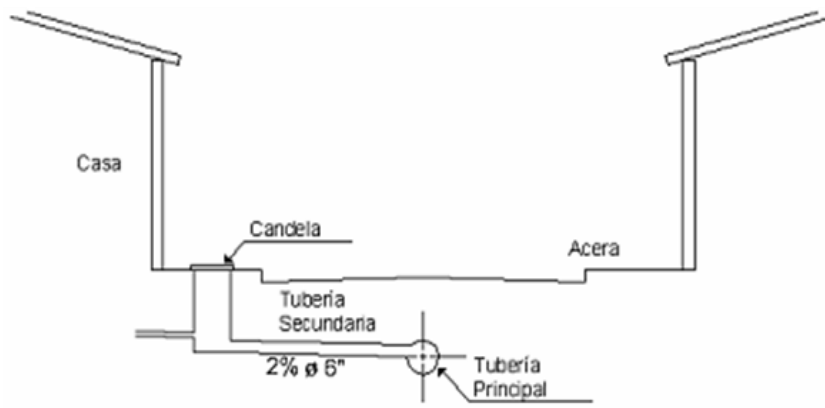 Casa
Candela
Acera
Tubería
Secundaria
2% ø 6"
Tubería
Principal